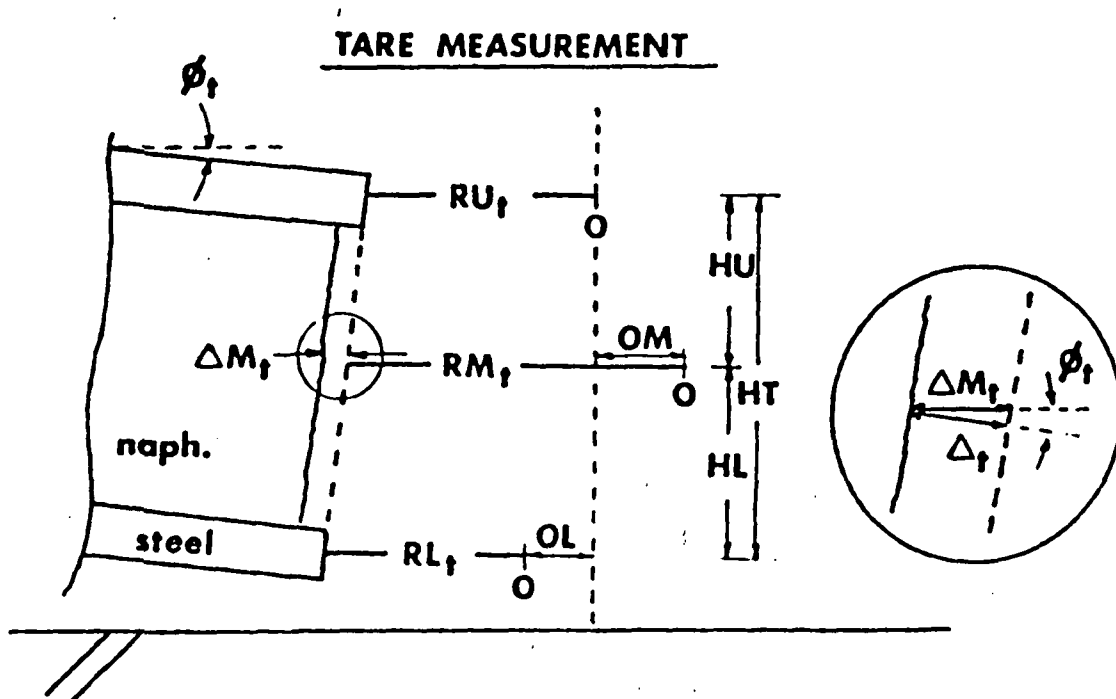 TARE MEASUREMENT
ϕt
RUt
O
HU
OM
ΔMt
RMt
O
HT
ΔMt
ϕt
Δt
naph.
HL
steel
RLt
OL
O